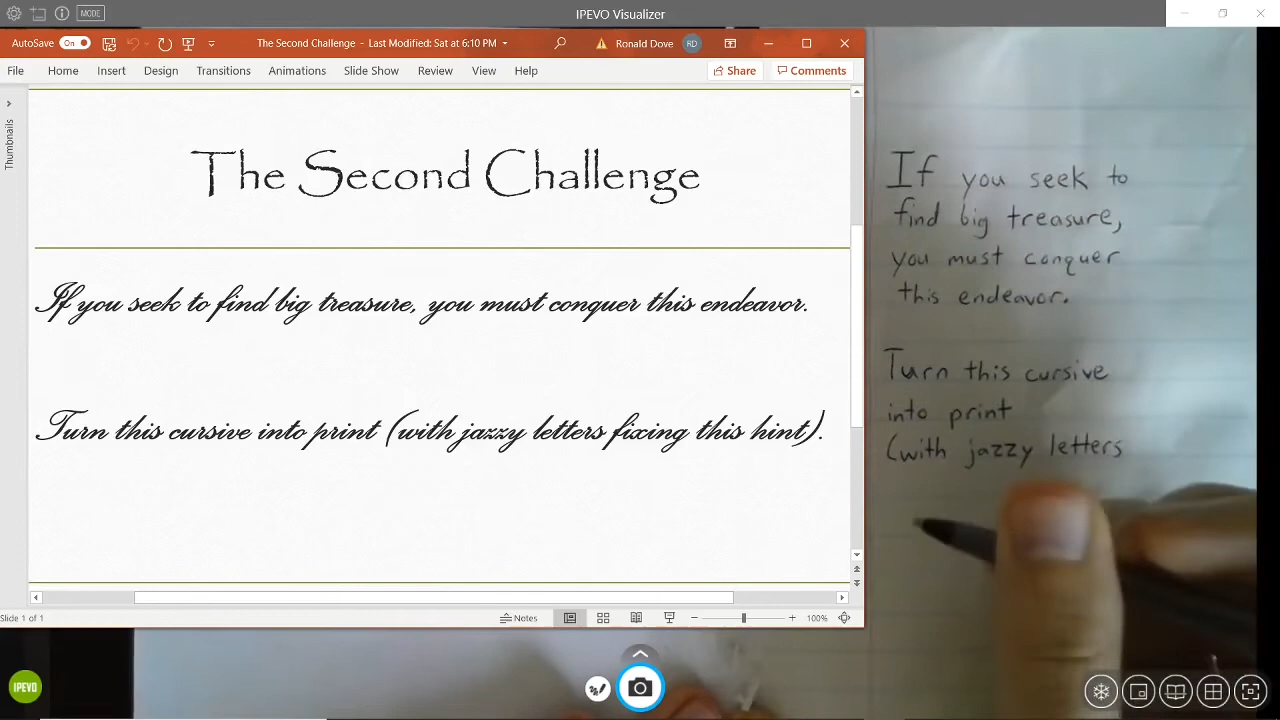 MODE
IPEVO Visualizer
AutoSave On
The Second Challenge - Last Modified: Sat at 6:10 PM
Ronald Dove RD
File Home Insert Design Transitions Animations Slide Show Review View Help Share Comments
Thumbnails
The Second Challenge
If you seek to find big treasure, you must conquer this endeavor.
Turn this cursive into print (with jazzy letters fixing this hint).
Slide 1 of 1
Notes
100%
If you seek to
find big treasure,
you must conquer
this endeavor.
Turn this cursive
into print
(with jazzy letters
IPEVO